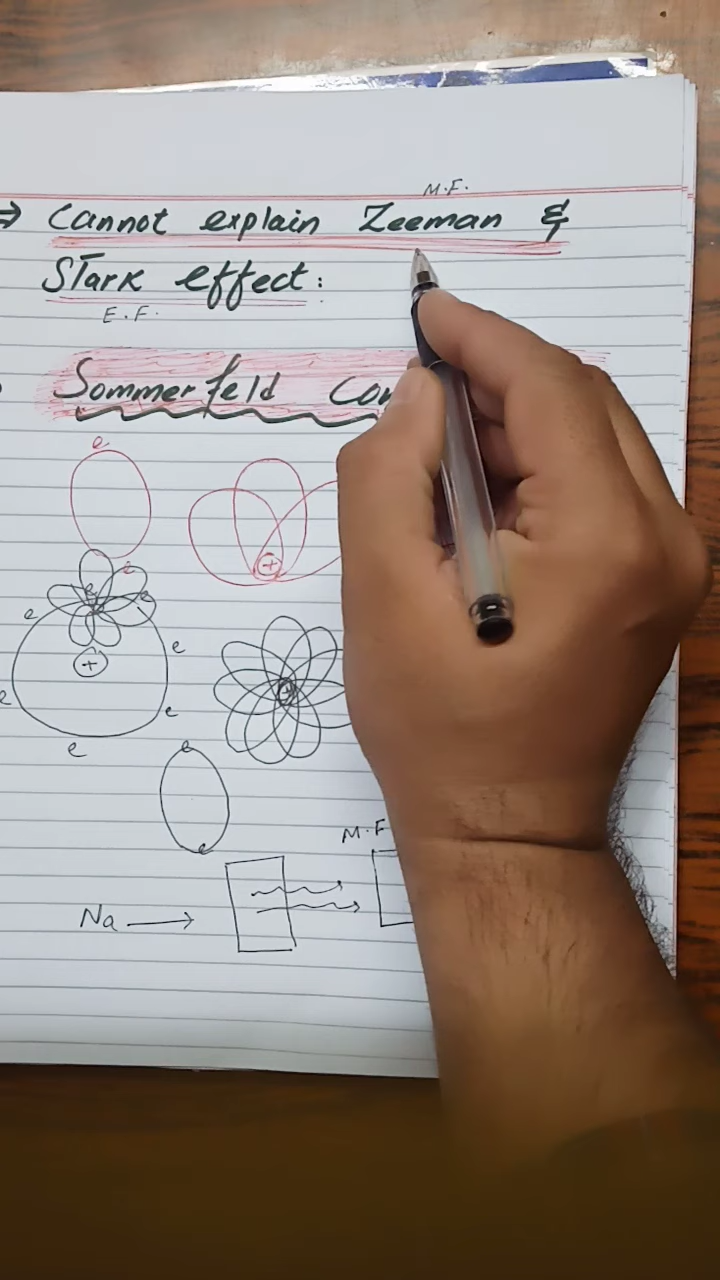 M.F.
⇒ Cannot explain Zeeman &
Stark effect:
E.F.
Sommerfeld
e
+
e
e e
e e
+
e e
e
+
e
e
M.F
Na →